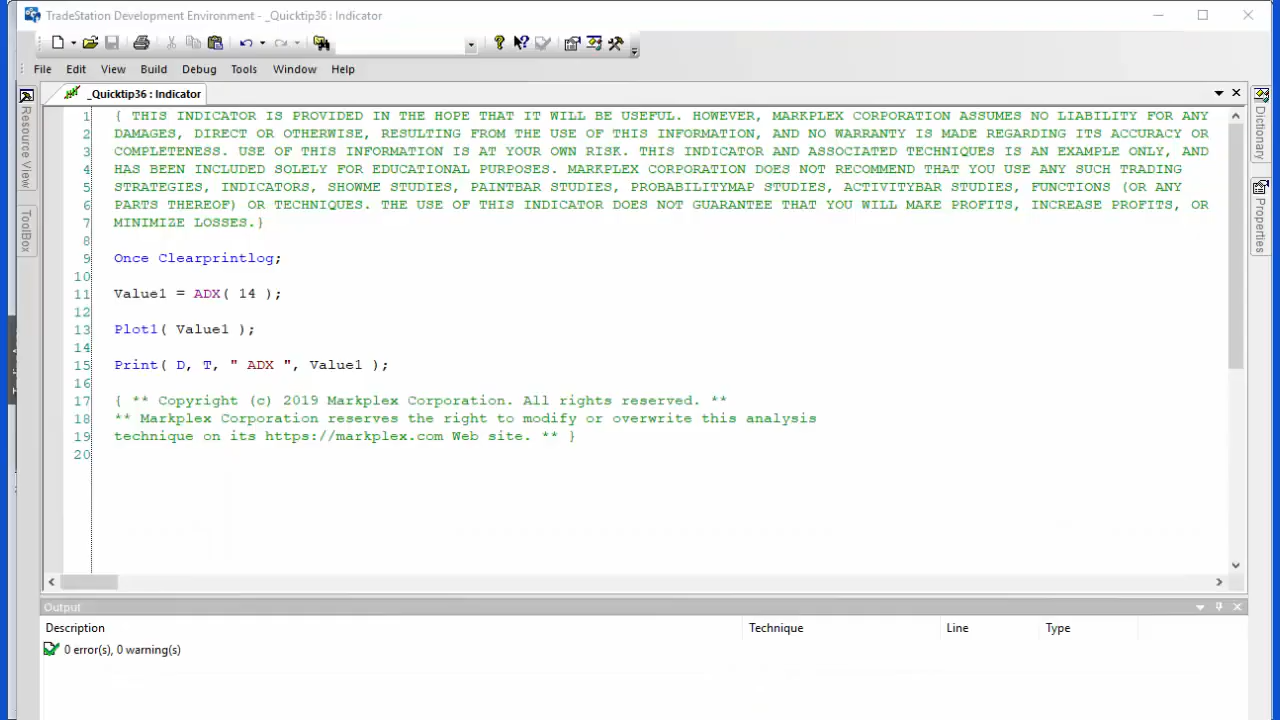 TradeStation Development Environment - _Quicktip36 : Indicator
File Edit View Build Debug Tools Window Help
_Quicktip36 : Indicator
Resource View
ToolBox
Dictionary
Properties
1 { THIS INDICATOR IS PROVIDED IN THE HOPE THAT IT WILL BE USEFUL. HOWEVER, MARKPLEX CORPORATION ASSUMES NO LIABILITY FOR ANY
2 DAMAGES, DIRECT OR OTHERWISE, RESULTING FROM THE USE OF THIS INFORMATION, AND NO WARRANTY IS MADE REGARDING ITS ACCURACY OR
3 COMPLETENESS. USE OF THIS INFORMATION IS AT YOUR OWN RISK. THIS INDICATOR AND ASSOCIATED TECHNIQUES IS AN EXAMPLE ONLY, AND
4 HAS BEEN INCLUDED SOLELY FOR EDUCATIONAL PURPOSES. MARKPLEX CORPORATION DOES NOT RECOMMEND THAT YOU USE ANY SUCH TRADING
5 STRATEGIES, INDICATORS, SHOWME STUDIES, PAINTBAR STUDIES, PROBABILITYMAP STUDIES, ACTIVITYBAR STUDIES, FUNCTIONS (OR ANY
6 PARTS THEREOF) OR TECHNIQUES. THE USE OF THIS INDICATOR DOES NOT GUARANTEE THAT YOU WILL MAKE PROFITS, INCREASE PROFITS, OR
7 MINIMIZE LOSSES.}
8
9 Once Clearprintlog;
10
11 Value1 = ADX( 14 );
12
13 Plot1( Value1 );
14
15 Print( D, T, " ADX ", Value1 );
16
17 { ** Copyright (c) 2019 Markplex Corporation. All rights reserved. **
18 ** Markplex Corporation reserves the right to modify or overwrite this analysis
19 technique on its https://markplex.com Web site. ** }
20
Output
Description Technique Line Type
0 error(s), 0 warning(s)